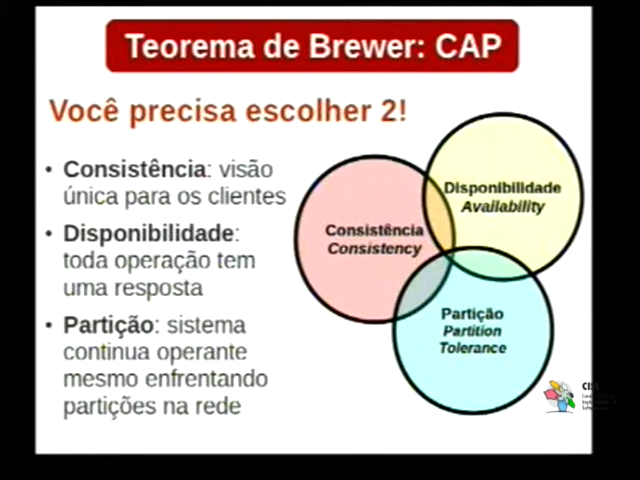 Teorema de Brewer: CAP
Você precisa escolher 2!
• Consistência: visão
única para os clientes
• Disponibilidade:
toda operação tem
uma resposta
• Partição: sistema
continua operante
mesmo enfrentando
partições na rede
Disponibilidade
Availability
Consistência
Consistency
Partição
Partition
Tolerance